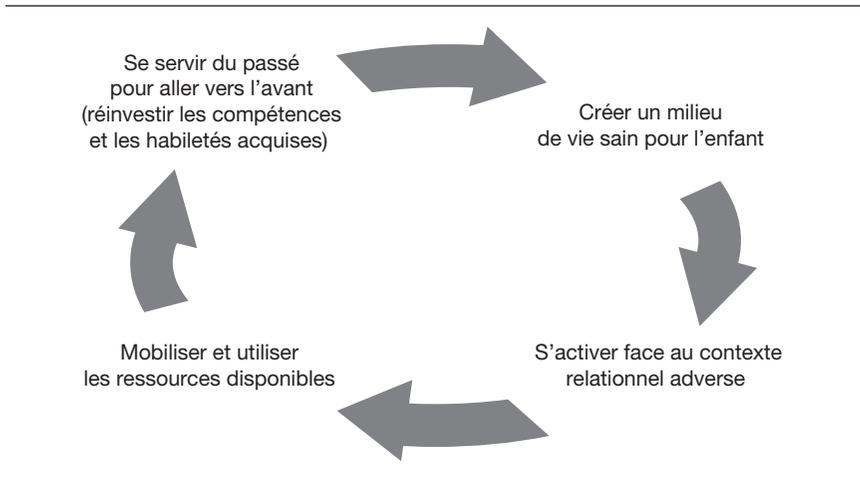 Se servir du passé
pour aller vers l’avant
(réinvestir les compétences
et les habiletés acquises)
Créer un milieu
de vie sain pour l’enfant
S’activer face au contexte
relationnel adverse
Mobiliser et utiliser
les ressources disponibles